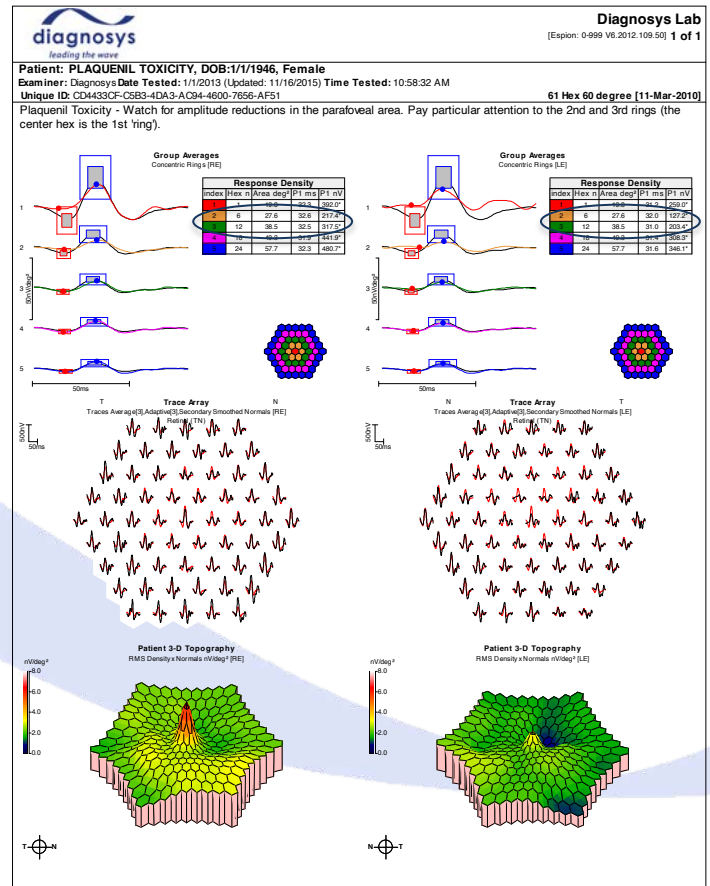 diagnosys
leading the wave
Diagnosys Lab
[Espion: 0-999 V6.2012.109.50] 1 of 1
Patient: PLAQUENIL TOXICITY, DOB:1/1/1946, Female
Examiner: Diagnosys Date Tested: 1/1/2013 (Updated: 11/16/2015) Time Tested: 10:58:32 AM
Unique ID: CD4433CF-C5B3-4DA3-AC94-4600-7656-AF51
61 Hex 60 degree [11-Mar-2010]
Plaquenil Toxicity - Watch for amplitude reductions in the parafoveal area. Pay particular attention to the 2nd and 3rd rings (the
center hex is the 1st 'ring').
Group Averages
Concentric Rings [RE]
Response Density
index Hex n Area deg² P1 ms P1 nV
1 1 392.0*
2 6 27.6 32.6 217.4*
3 12 38.5 32.5 317.5*
18 441.9*
24 57.7 32.3 480.7*
1
2
3
4
5
50nV/deg²
50ms
Group Averages
Concentric Rings [LE]
Response Density
index Hex n Area deg² P1 ms P1 nV
1 1 259.0*
2 6 27.6 32.0 127.2*
3 12 38.5 31.0 203.4*
18 308.3*
24 57.7 31.6 346.1*
1
2
3
4
5
50nV/deg²
50ms
T
Trace Array
N
Traces Average[3],Adaptive[3],Secondary Smoothed Normals [RE]
Retinal (TN)
500nV
50ms
N
Trace Array
T
Traces Average[3],Adaptive[3],Secondary Smoothed Normals [LE]
Retinal (TN)
500nV
50ms
Patient 3-D Topography
RMS Density x Normals nV/deg² [RE]
nV/deg²
8.0
6.0
4.0
2.0
0.0
T N
Patient 3-D Topography
RMS Density x Normals nV/deg² [LE]
nV/deg²
8.0
6.0
4.0
2.0
0.0
N T